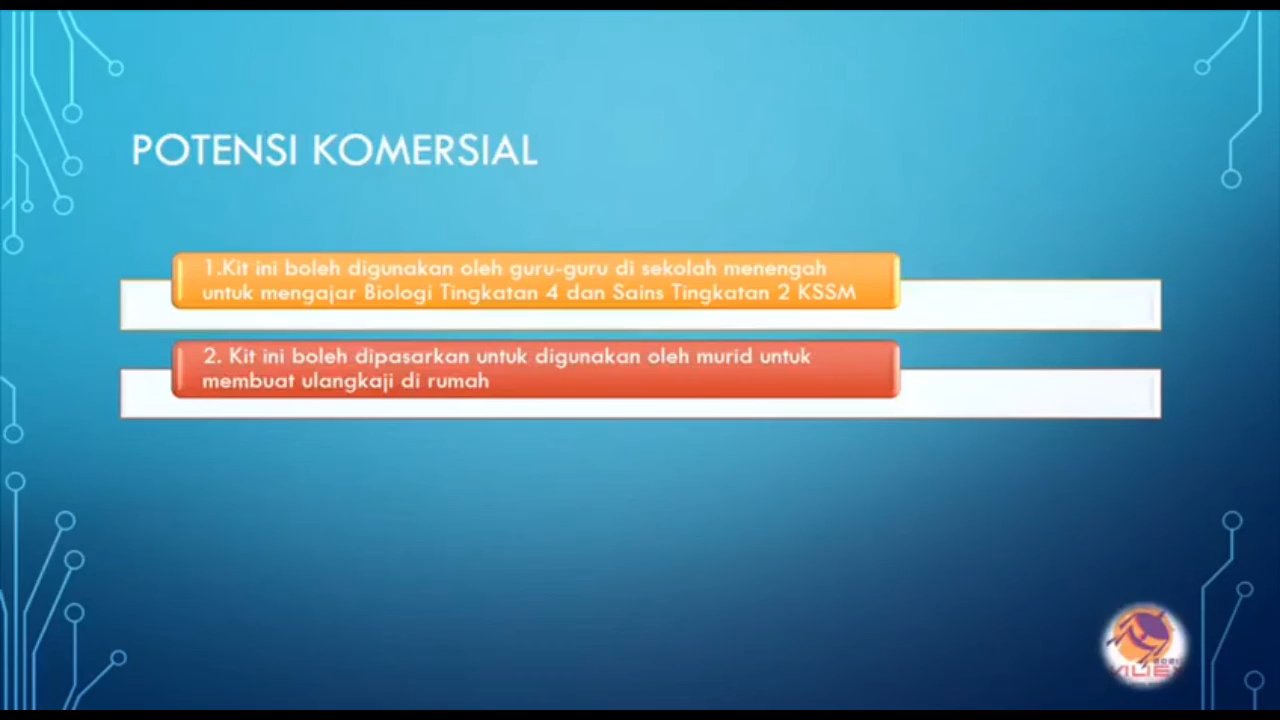 POTENSI KOMERSIAL
1.Kit ini boleh digunakan oleh guru-guru di sekolah menengah
untuk mengajar Biologi Tingkatan 4 dan Sains Tingkatan 2 KSSM
2. Kit ini boleh dipasarkan untuk digunakan oleh murid untuk
membuat ulangkaji di rumah